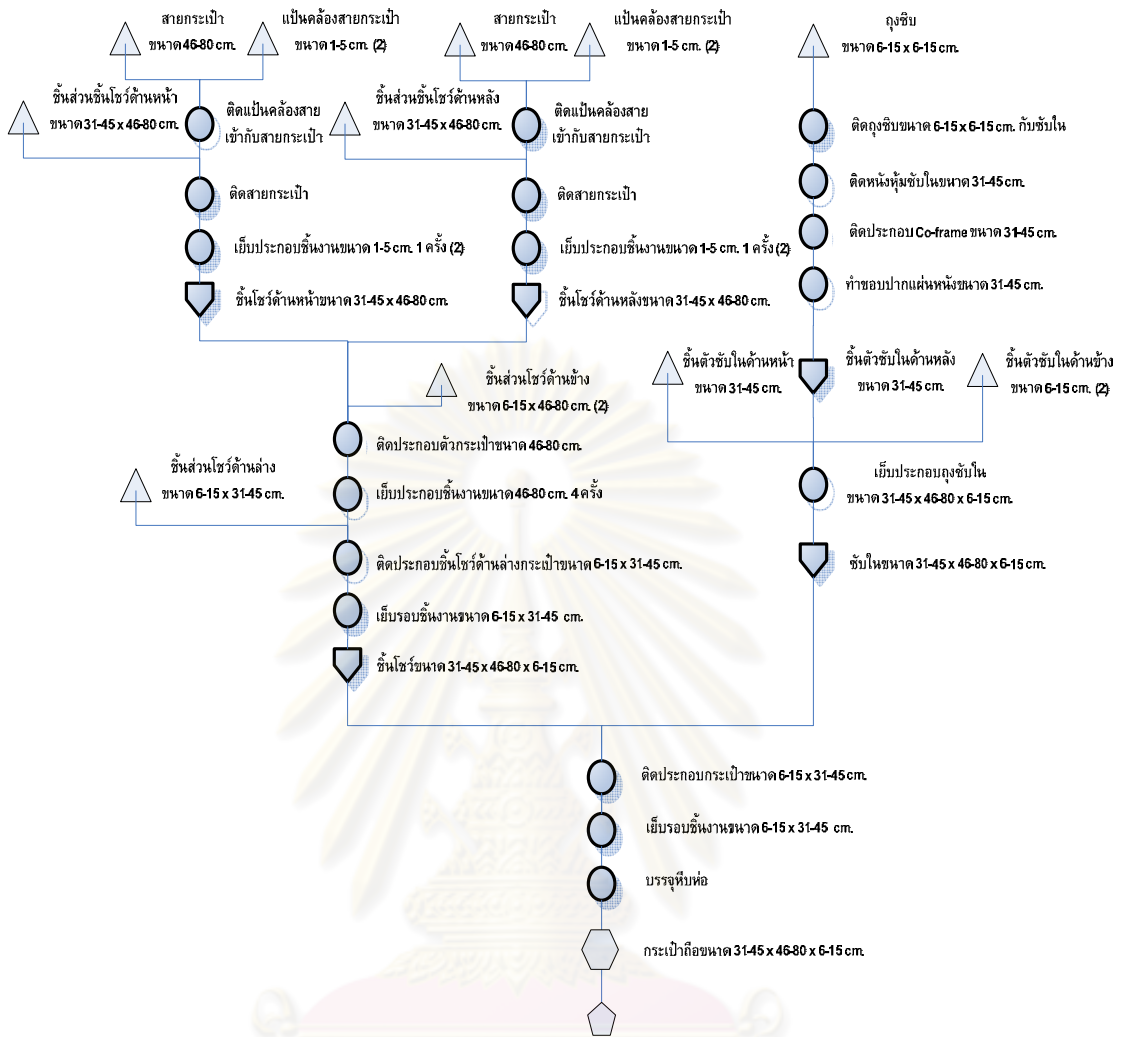 สายกระเป๋า
ขนาด 46-80 cm.
แป้นคล้องสายกระเป๋า
ขนาด 1-5 cm. (2)
สายกระเป๋า
ขนาด 46-80 cm.
แป้นคล้องสายกระเป๋า
ขนาด 1-5 cm. (2)
ถุงซิบ
ขนาด 6-15 x 6-15 cm.
ชิ้นส่วนชิ้นโชว์ด้านหน้า
ขนาด 31-45 x 46-80 cm.
ติดแป้นคล้องสาย
เข้ากับสายกระเป๋า
ชิ้นส่วนชิ้นโชว์ด้านหลัง
ขนาด 31-45 x 46-80 cm.
ติดแป้นคล้องสาย
เข้ากับสายกระเป๋า
ติดถุงซิบขนาด 6-15 x 6-15 cm. กับซับใน
ติดสายกระเป๋า
ติดสายกระเป๋า
ติดหนังหุ้มซับในขนาด 31-45 cm.
เย็บประกอบชิ้นงานขนาด 1-5 cm. 1 ครั้ง (2)
เย็บประกอบชิ้นงานขนาด 1-5 cm. 1 ครั้ง (2)
ติดประกอบ Co-frame ขนาด 31-45 cm.
ชิ้นโชว์ด้านหน้าขนาด 31-45 x 46-80 cm.
ชิ้นโชว์ด้านหลังขนาด 31-45 x 46-80 cm.
ทำขอบปากแผ่นหนังขนาด 31-45 cm.
ชิ้นตัวซับในด้านหน้า
ขนาด 31-45 cm.
ชิ้นตัวซับในด้านหลัง
ขนาด 31-45 cm.
ชิ้นตัวซับในด้านข้าง
ขนาด 6-15 cm. (2)
ชิ้นส่วนโชว์ด้านข้าง
ขนาด 6-15 x 46-80 cm. (2)
ติดประกอบตัวกระเป๋าขนาด 46-80 cm.
ชิ้นส่วนโชว์ด้านล่าง
ขนาด 6-15 x 31-45 cm.
เย็บประกอบชิ้นงานขนาด 46-80 cm. 4 ครั้ง
เย็บประกอบถุงซับใน
ขนาด 31-45 x 46-80 x 6-15 cm.
ติดประกอบชิ้นโชว์ด้านล่างกระเป๋าขนาด 6-15 x 31-45 cm.
ซับในขนาด 31-45 x 46-80 x 6-15 cm.
เย็บรอบชิ้นงานขนาด 6-15 x 31-45 cm.
ชิ้นโชว์ขนาด 31-45 x 46-80 x 6-15 cm.
ติดประกอบกระเป๋าขนาด 6-15 x 31-45 cm.
เย็บรอบชิ้นงานขนาด 6-15 x 31-45 cm.
บรรจุหีบห่อ
กระเป๋าถือขนาด 31-45 x 46-80 x 6-15 cm.